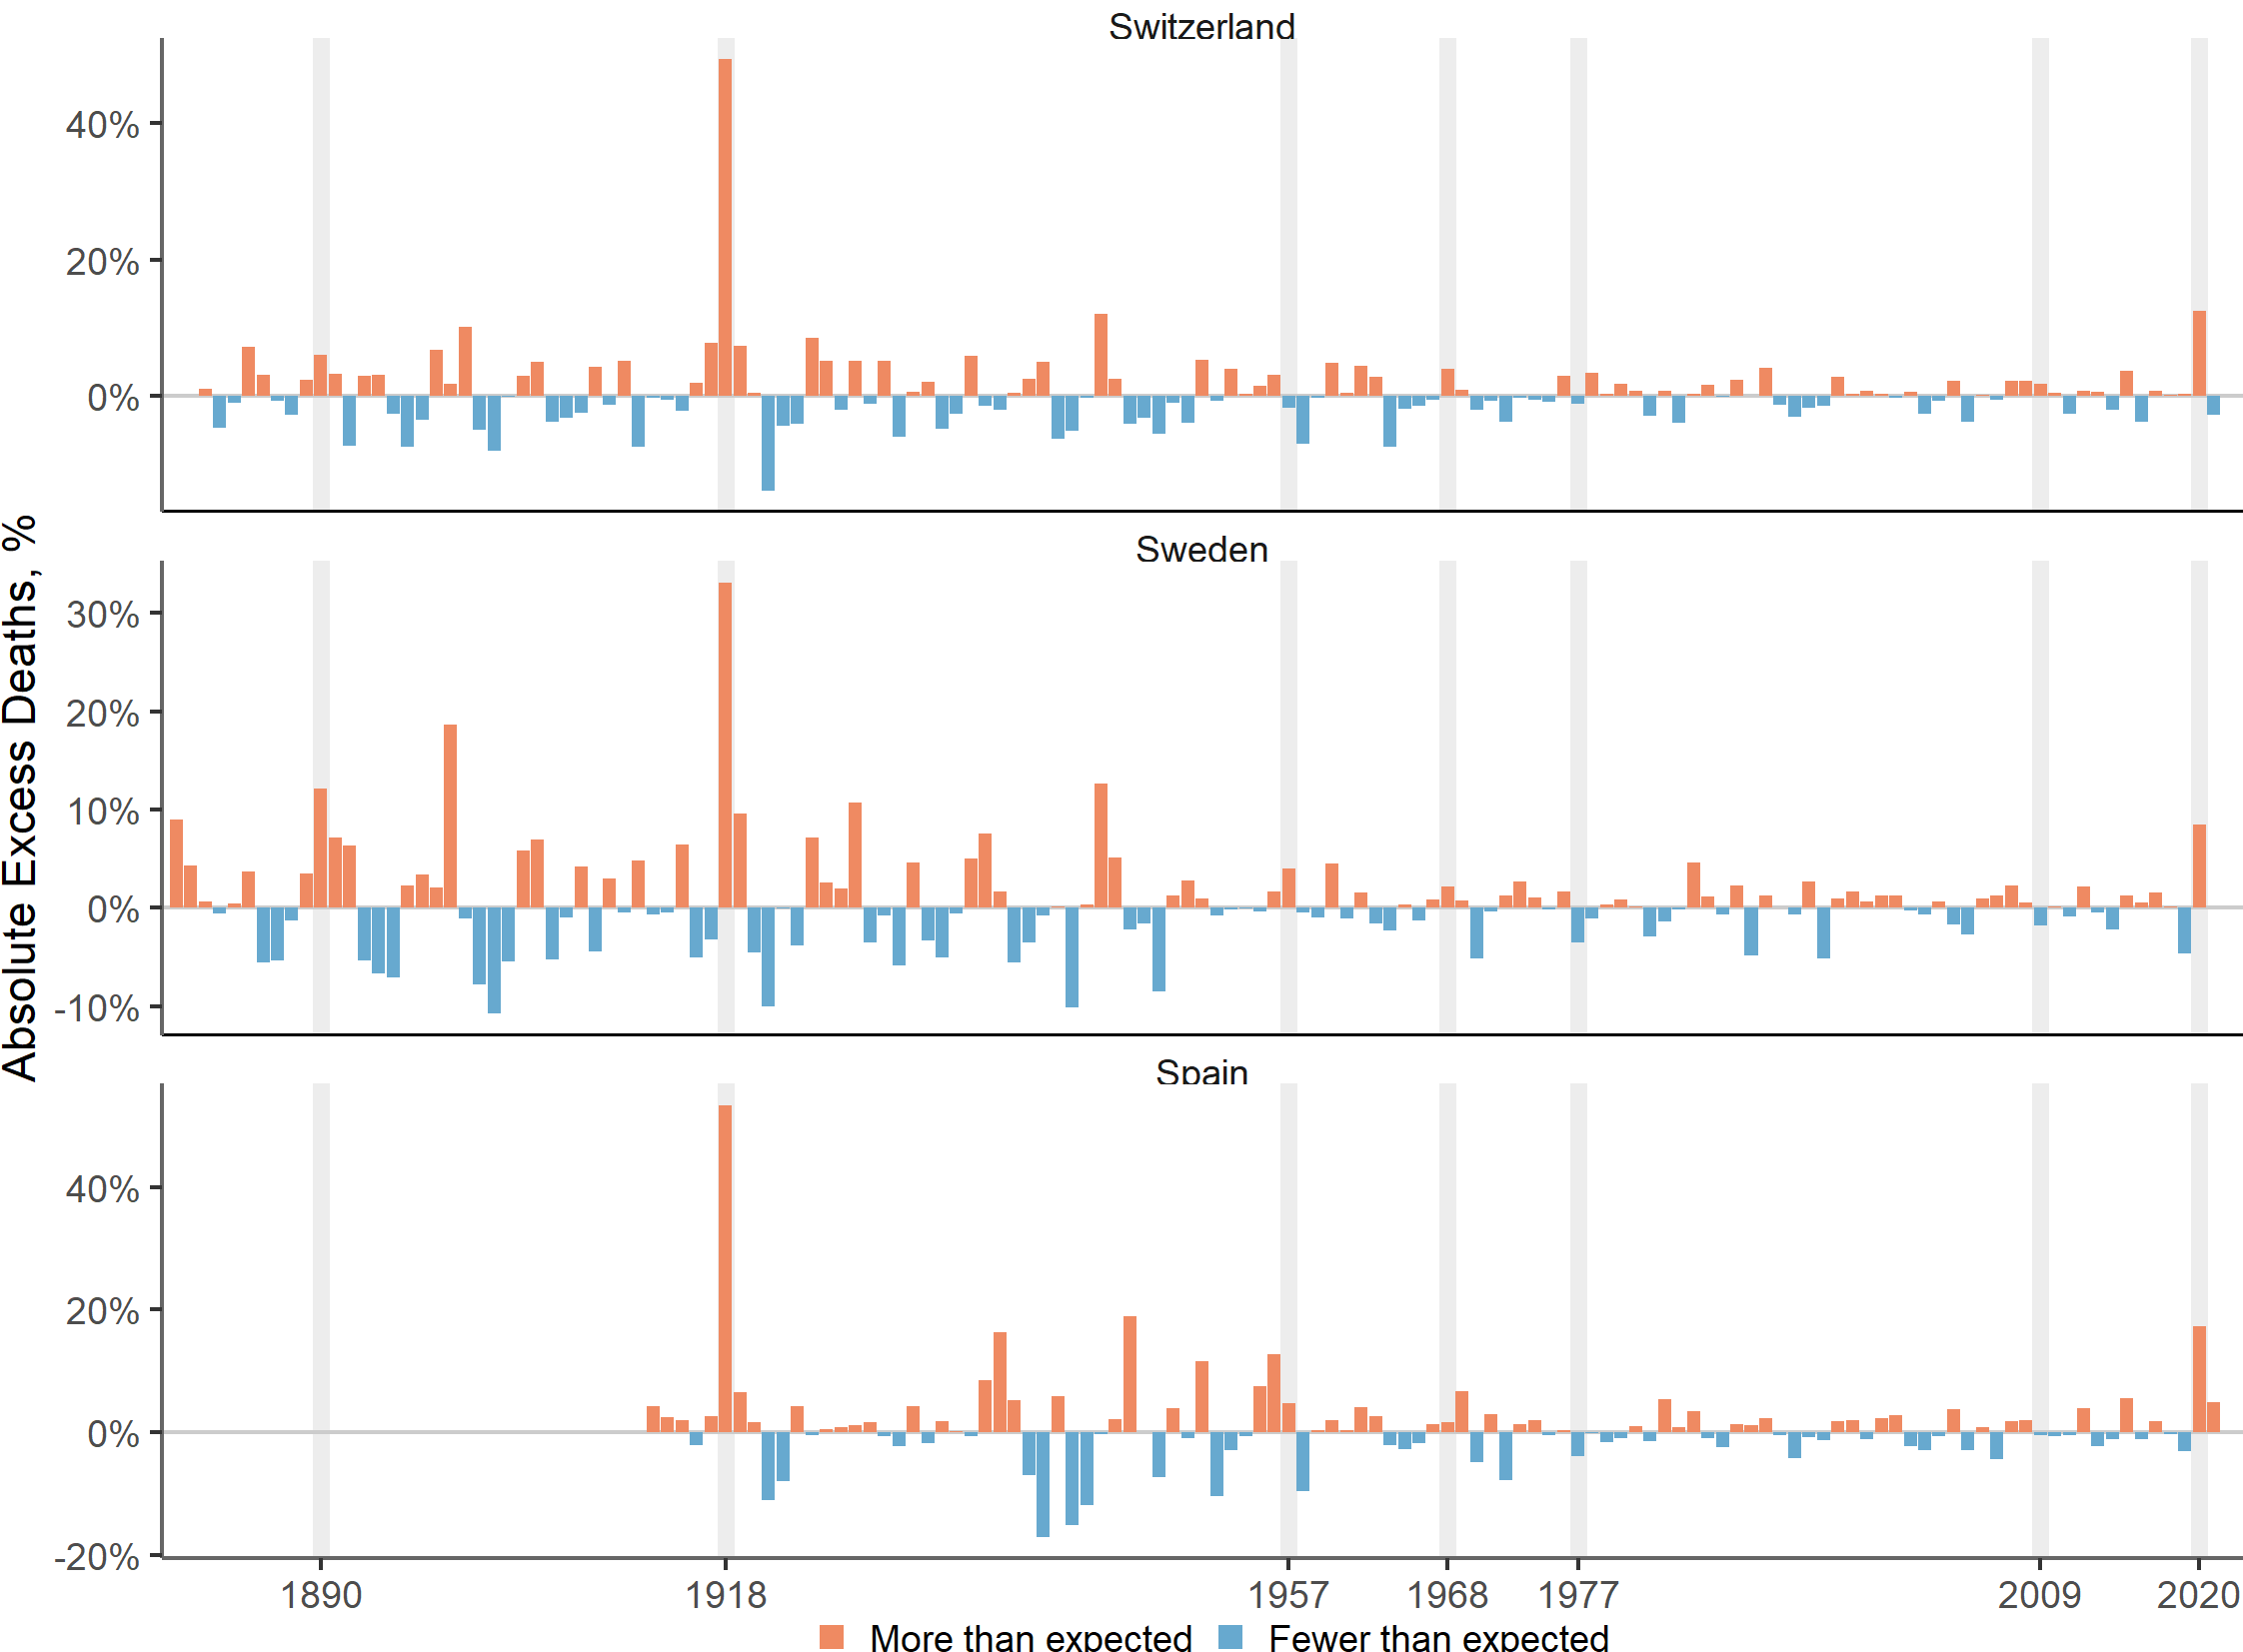 Switzerland
40%
20%
0%
Sweden
30%
20%
10%
0%
-10%
Absolute Excess Deaths, %
Spain
40%
20%
0%
-20%
1890 1918 1957 1968 1977 2009 2020
More than expected Fewer than expected